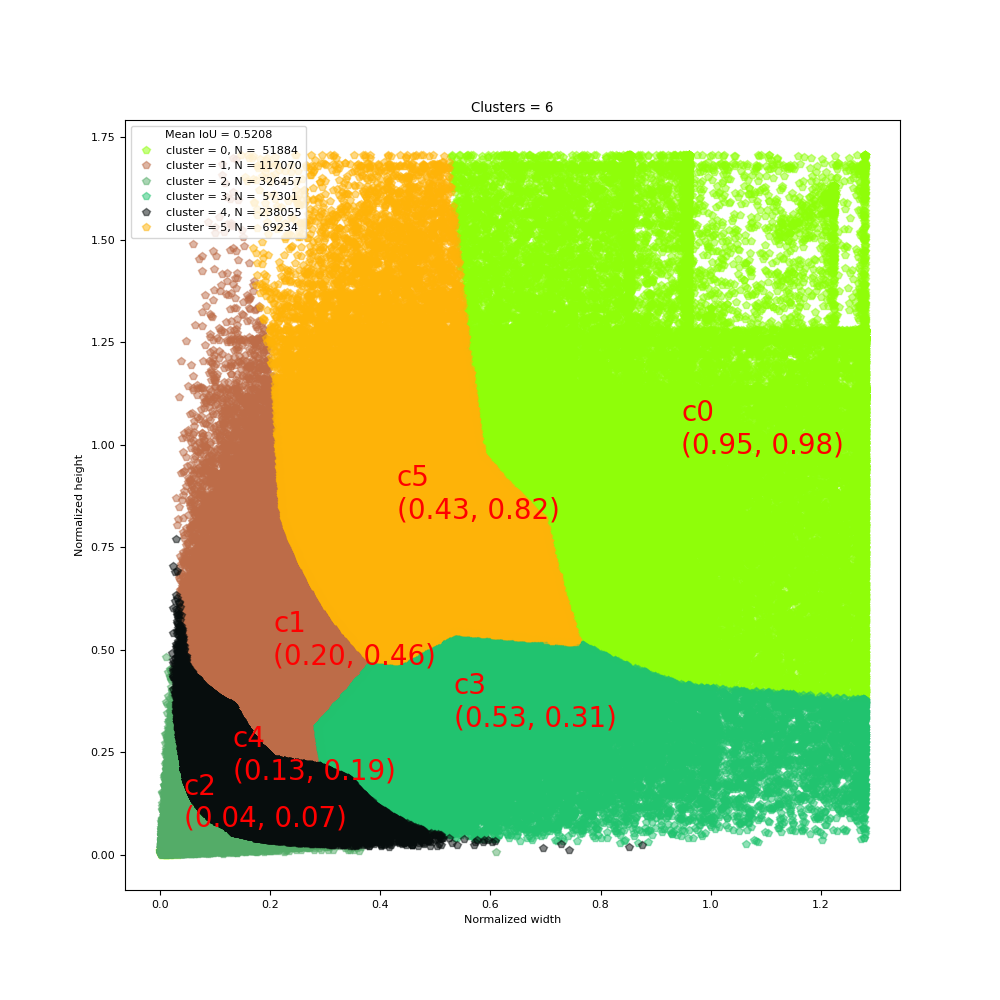 Clusters = 6
Mean IoU = 0.5208
cluster = 0, N =  51884
cluster = 1, N = 117070
cluster = 2, N = 326457
cluster = 3, N =  57301
cluster = 4, N = 238055
cluster = 5, N =  69234
1.75
1.50
1.25
1.00
0.75
0.50
0.25
0.00
Normalized height
c0
(0.95, 0.98)
c5
(0.43, 0.82)
c1
(0.20, 0.46)
c3
(0.53, 0.31)
c4
(0.13, 0.19)
c2
(0.04, 0.07)
0.0 0.2 0.4 0.6 0.8 1.0 1.2
Normalized width